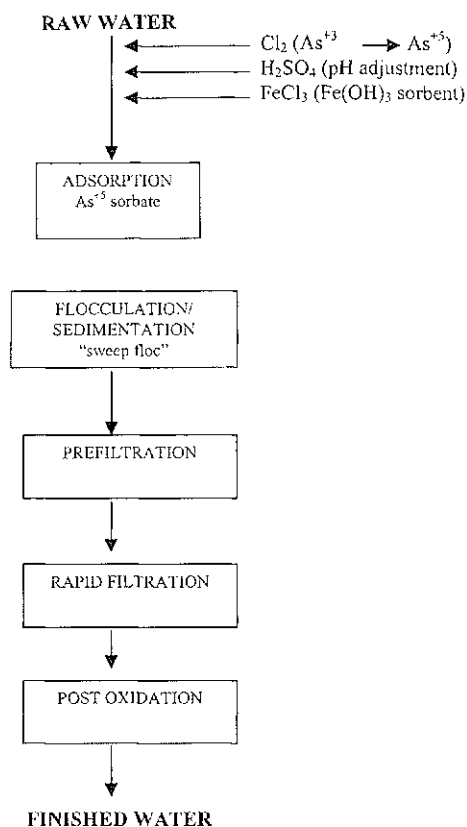 RAW WATER
Cl₂ (As⁺³ → As⁺⁵)
H₂SO₄ (pH adjustment)
FeCl₃ (Fe(OH)₃ sorbent)
ADSORPTION
As⁺⁵ sorbate
FLOCCULATION/
SEDIMENTATION
“sweep floc”
PREFILTRATION
RAPID FILTRATION
POST OXIDATION
FINISHED WATER